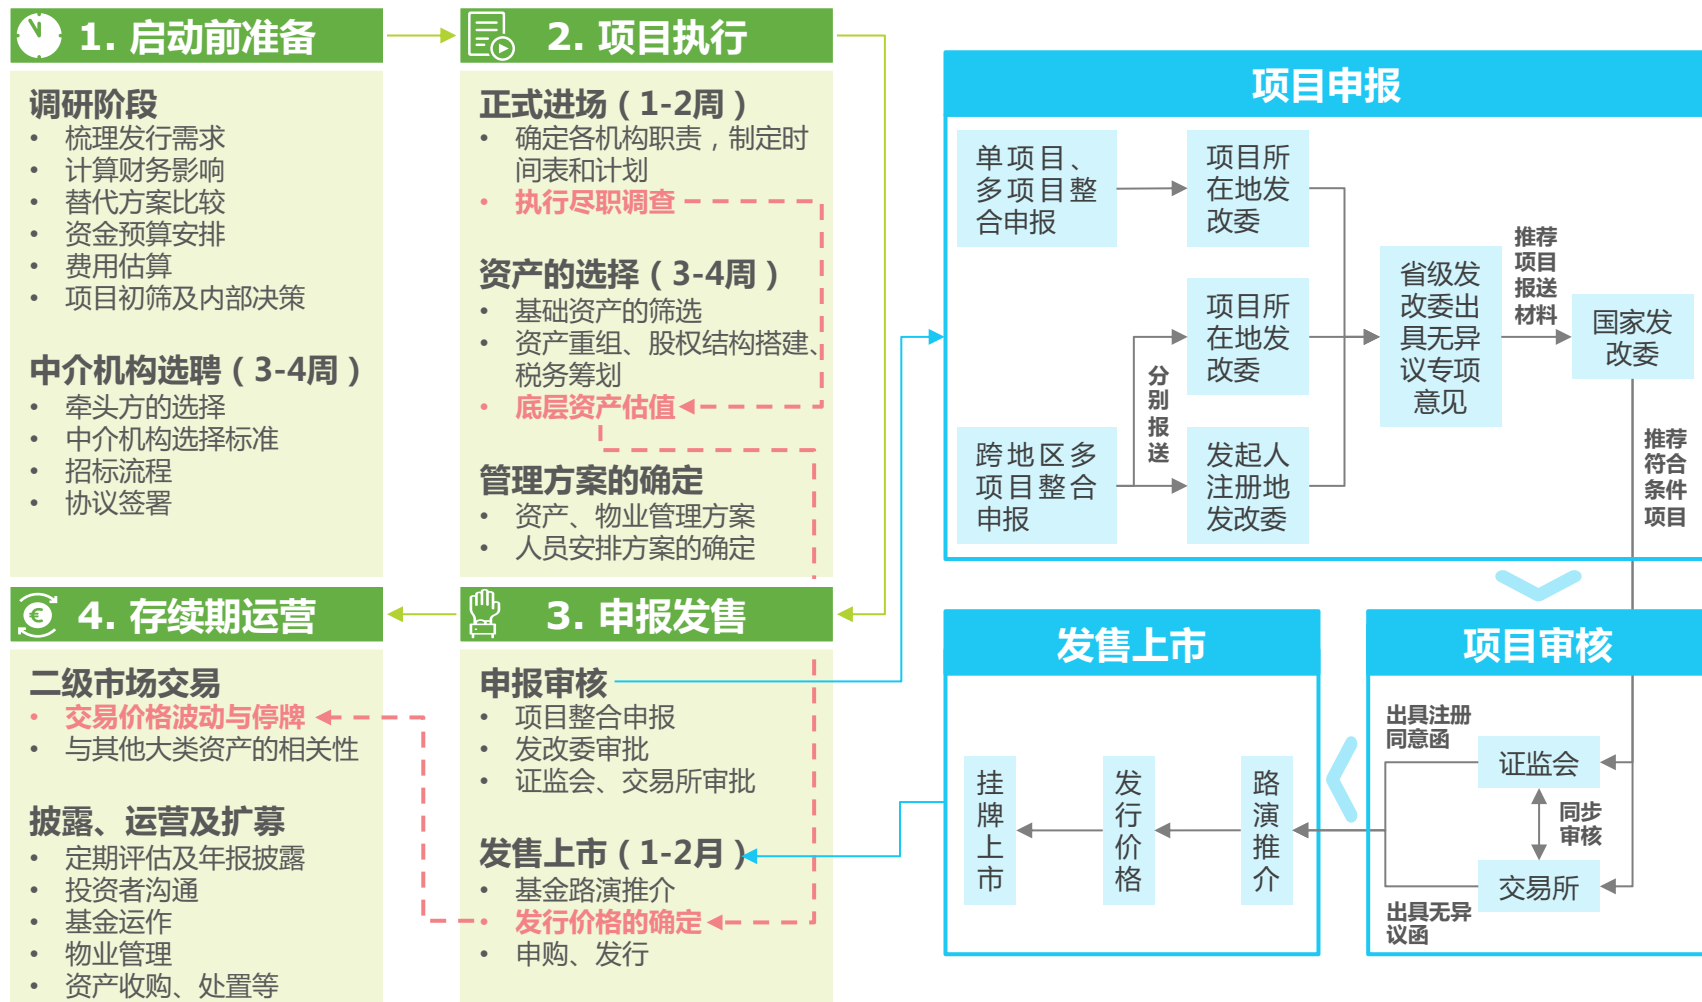 1. 启动前准备
调研阶段
• 梳理发行需求
• 计算财务影响
• 替代方案比较
• 资金预算安排
• 费用估算
• 项目初筛及内部决策
中介机构选聘（3-4周）
• 牵头方的选择
• 中介机构选择标准
• 招标流程
• 协议签署
2. 项目执行
正式进场（1-2周）
• 确定各机构职责，制定时
间表和计划
• 执行尽职调查
资产的选择（3-4周）
• 基础资产的筛选
• 资产重组、股权结构搭建、
税务筹划
• 底层资产估值
管理方案的确定
• 资产、物业管理方案
• 人员安排方案的确定
3. 申报发售
申报审核
• 项目整合申报
• 发改委审批
• 证监会、交易所审批
发售上市（1-2月）
• 基金路演推介
• 发行价格的确定
• 申购、发行
4. 存续期运营
二级市场交易
• 交易价格波动与停牌
• 与其他大类资产的相关性
披露、运营及扩募
• 定期评估及年报披露
• 投资者沟通
• 基金运作
• 物业管理
• 资产收购、处置等
项目申报
单项目、
多项目整
合申报
项目所
在地发
改委
跨地区多
项目整合
申报
分
别
报
送
项目所
在地发
改委
发起人
注册地
发改委
省级发
改委出
具无异
议专项
意见
推荐
项目
报送
材料
国家发
改委
推荐
符合
条件
项目
项目审核
出具注册
同意函
证监会
同步
审核
交易所
出具无异
议函
发售上市
路
演
推
介
发
行
价
格
挂
牌
上
市